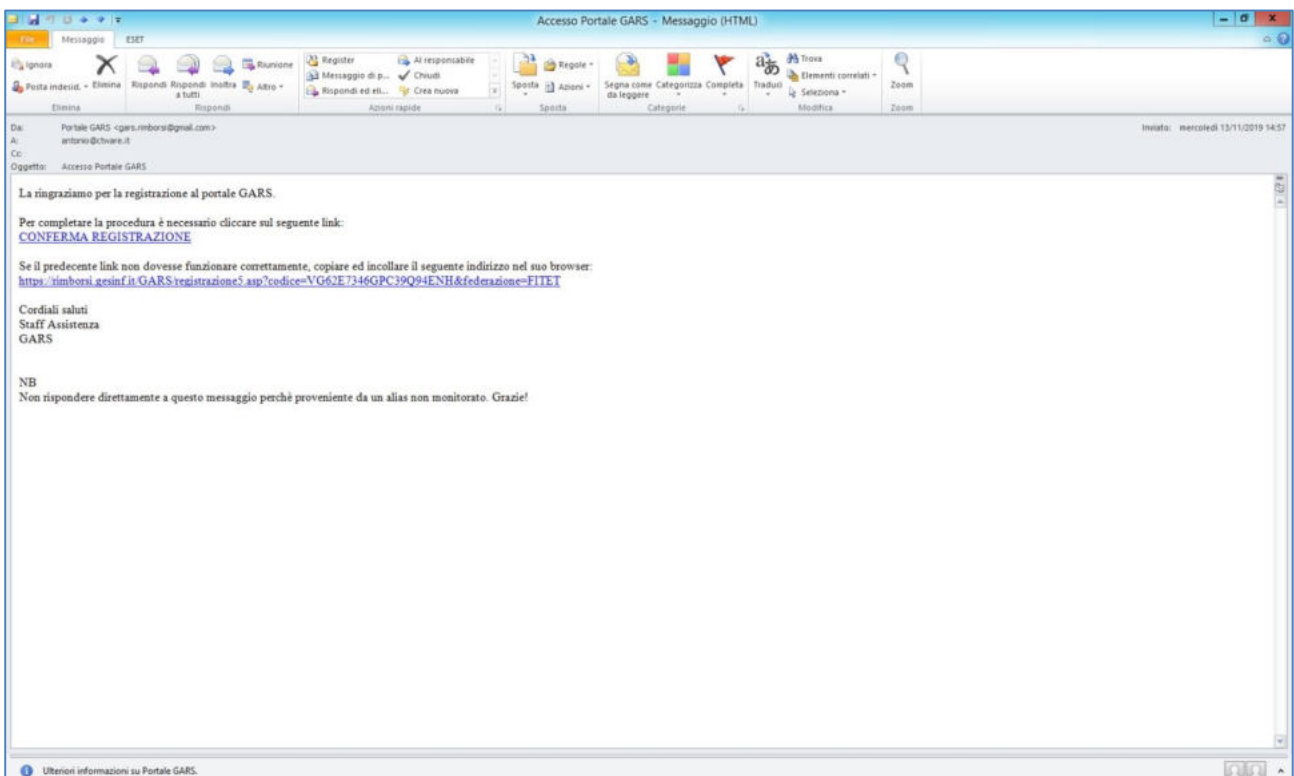 Accesso Portale GARS - Messaggio (HTML)
File Messaggio ESET
Ignora
Posta indesid. Elimina
Rispondi Rispondi a tutti Inoltra
Riunione
Altro
Register
Messaggio di p...
Rispondi ed eli...
Al responsabile
Chiudi
Crea nuova
Sposta
Regole
Azioni
Segna come da leggere Categorizza Completa
Traduci
Trova
Elementi correlati
Seleziona
Zoom
Elimina Rispondi Azioni rapide Sposta Categorie Modifica Zoom
Da: Portale GARS <gars.rimborsi@gmail.com> Inviato: mercoledì 13/11/2019 14:57
A: antonio@ctware.it
Cc:
Oggetto: Accesso Portale GARS
La ringraziamo per la registrazione al portale GARS.
Per completare la procedura è necessario cliccare sul seguente link:
CONFERMA REGISTRAZIONE
Se il predecente link non dovesse funzionare correttamente, copiare ed incollare il seguente indirizzo nel suo browser:
https://rimborsi.gesinf.it/GARS/registrazione5.asp?codice=VG62E7346GPC39Q94ENH&federazione=FITET
Cordiali saluti
Staff Assistenza
GARS
NB
Non rispondere direttamente a questo messaggio perchè proveniente da un alias non monitorato. Grazie!
Ulteriori informazioni su Portale GARS.